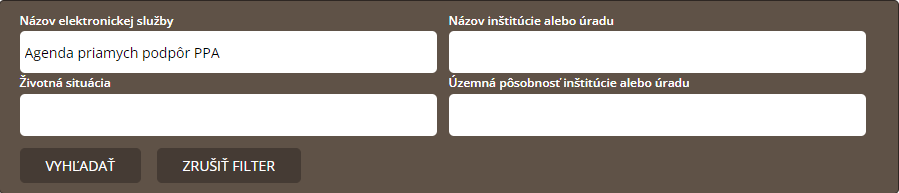 Názov elektronickej služby
Názov inštitúcie alebo úradu
Agenda priamych podpôr PPA
Životná situácia
Územná pôsobnosť inštitúcie alebo úradu
VYHĽADAŤ
ZRUŠIŤ FILTER